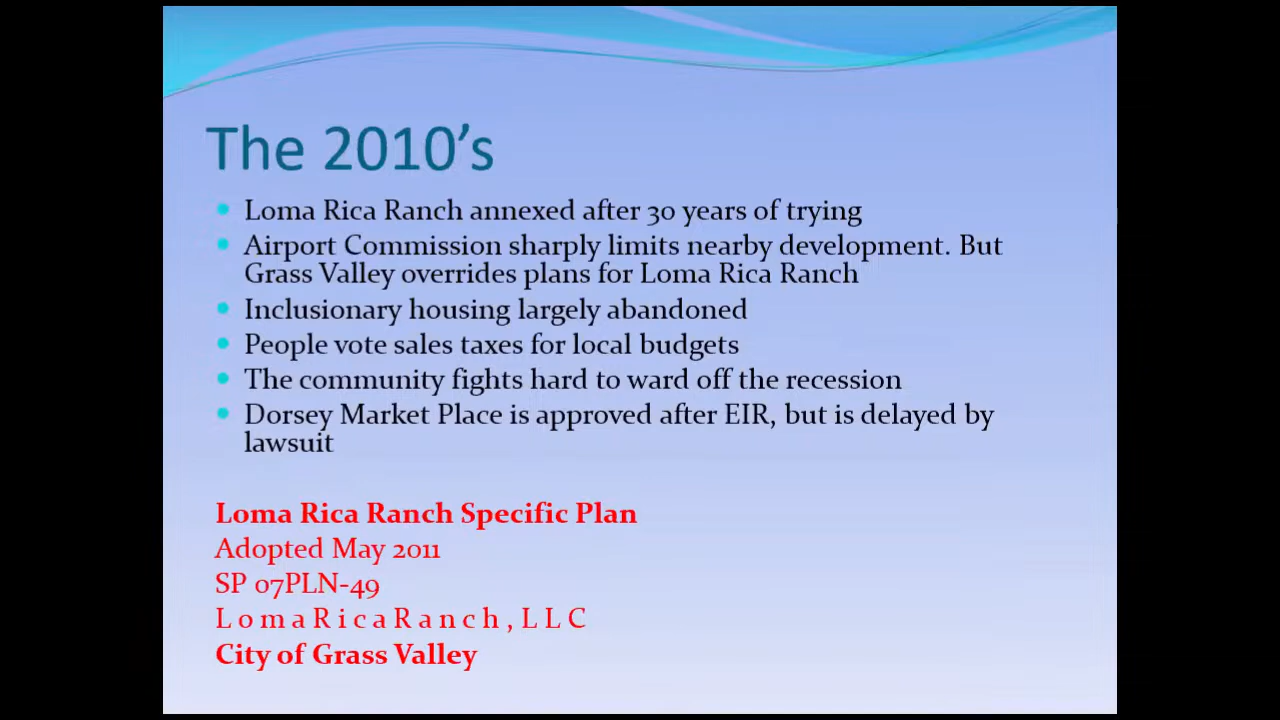 The 2010’s
Loma Rica Ranch annexed after 30 years of trying
Airport Commission sharply limits nearby development. But
Grass Valley overrides plans for Loma Rica Ranch
Inclusionary housing largely abandoned
People vote sales taxes for local budgets
The community fights hard to ward off the recession
Dorsey Market Place is approved after EIR, but is delayed by
lawsuit
Loma Rica Ranch Specific Plan
Adopted May 2011
SP 07PLN-49
L o m a R i c a R a n c h , L L C
City of Grass Valley